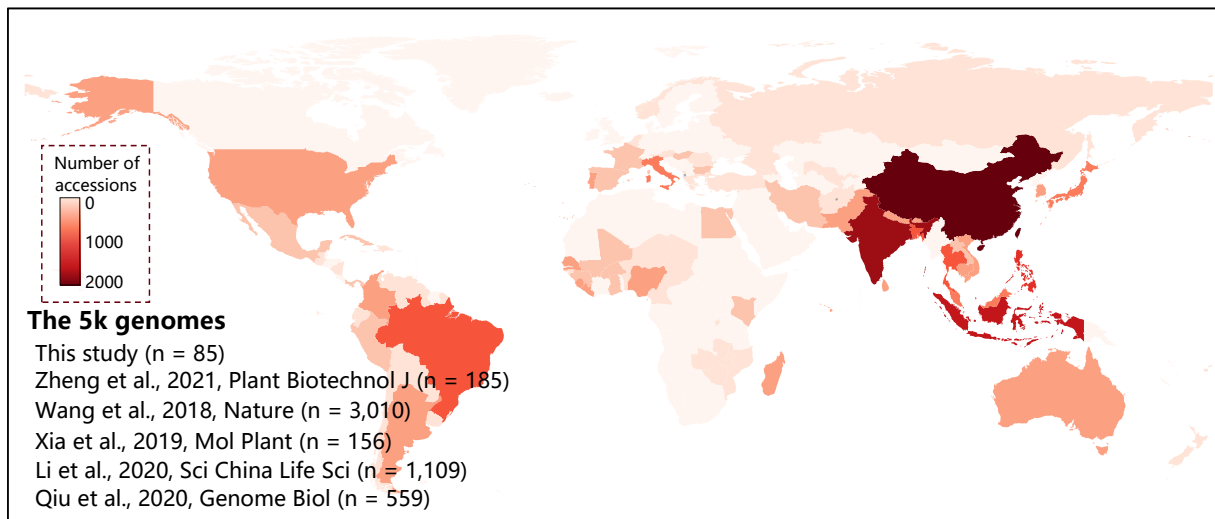 Number of
accessions
0
1000
2000
The 5k genomes
This study (n = 85)
Zheng et al., 2021, Plant Biotechnol J (n = 185)
Wang et al., 2018, Nature (n = 3,010)
Xia et al., 2019, Mol Plant (n = 156)
Li et al., 2020, Sci China Life Sci (n = 1,109)
Qiu et al., 2020, Genome Biol (n = 559)